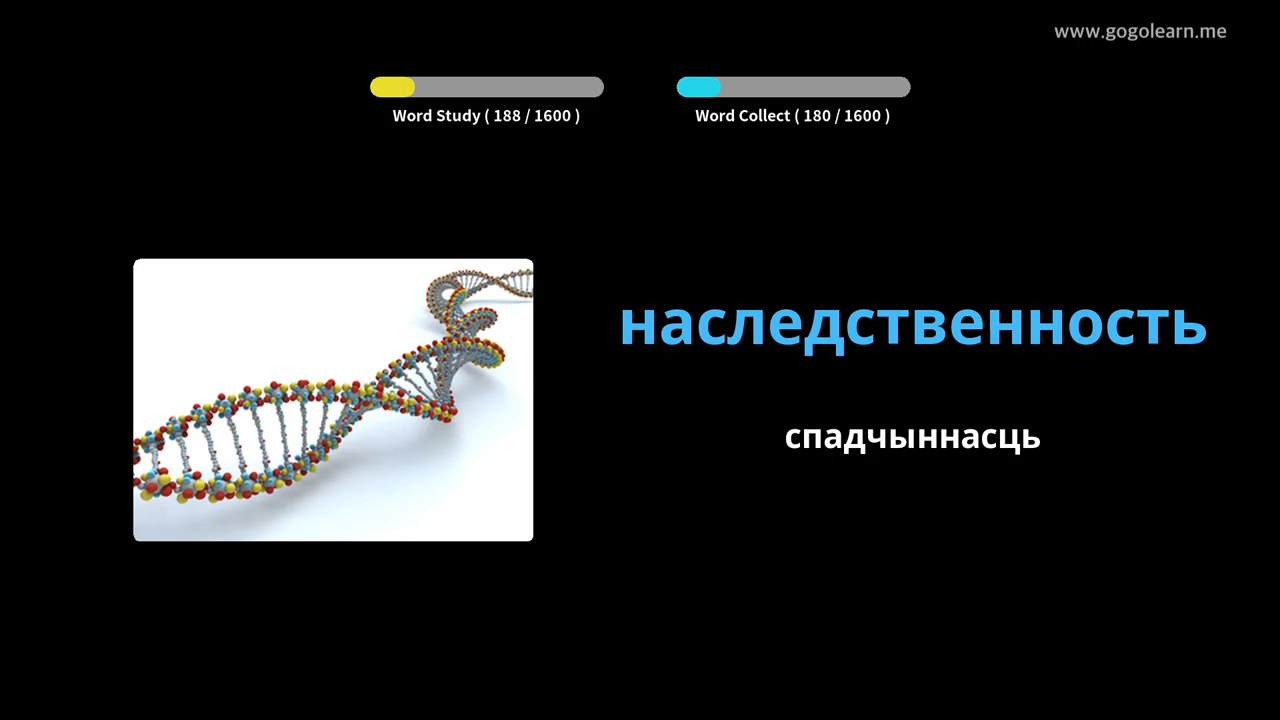 www.gogolearn.me
Word Study ( 188 / 1600 )
Word Collect ( 180 / 1600 )
наследственность
спадчыннасць